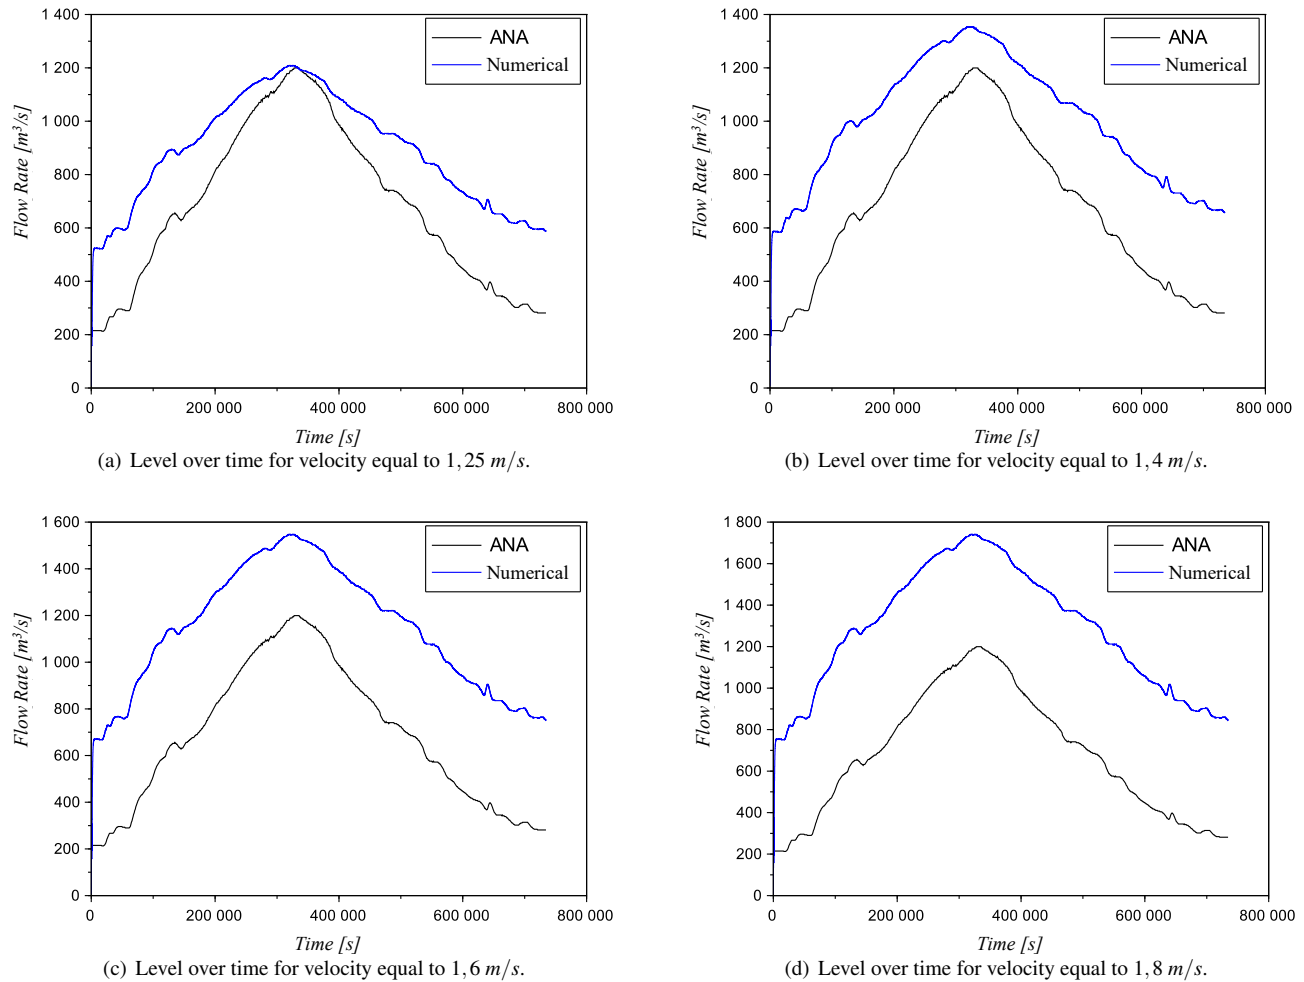 1 400
1 200
1 000
800
600
400
200
0
Flow Rate [m³/s]
ANA
Numerical
0
200 000
400 000
600 000
800 000
Time [s]
(a) Level over time for velocity equal to 1,25 m/s.
1 400
1 200
1 000
800
600
400
200
0
Flow Rate [m³/s]
ANA
Numerical
0
200 000
400 000
600 000
800 000
Time [s]
(b) Level over time for velocity equal to 1,4 m/s.
1 600
1 400
1 200
1 000
800
600
400
200
0
Flow Rate [m³/s]
ANA
Numerical
0
200 000
400 000
600 000
800 000
Time [s]
(c) Level over time for velocity equal to 1,6 m/s.
1 800
1 600
1 400
1 200
1 000
800
600
400
200
0
Flow Rate [m³/s]
ANA
Numerical
0
200 000
400 000
600 000
800 000
Time [s]
(d) Level over time for velocity equal to 1,8 m/s.